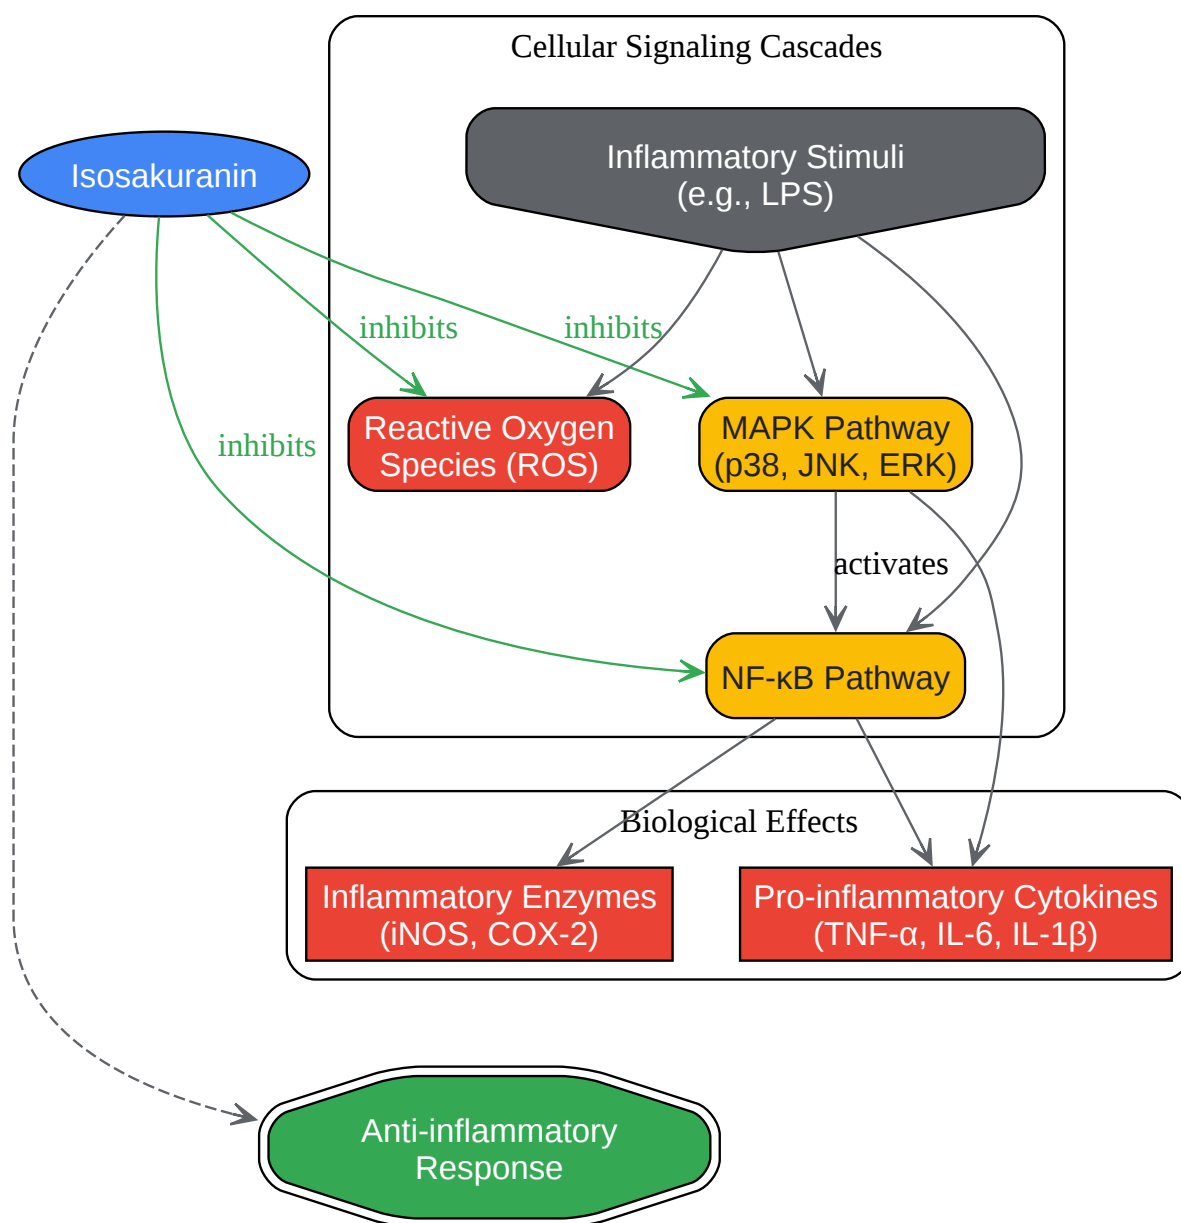 Cellular Signaling Cascades
Isosakuranin
Inflammatory Stimuli
(e.g., LPS)
inhibits
inhibits
Reactive Oxygen
Species (ROS)
MAPK Pathway
(p38, JNK, ERK)
inhibits
activates
NF-κB Pathway
Biological Effects
Inflammatory Enzymes
(iNOS, COX-2)
Pro-inflammatory Cytokines
(TNF-α, IL-6, IL-1β)
Anti-inflammatory
Response